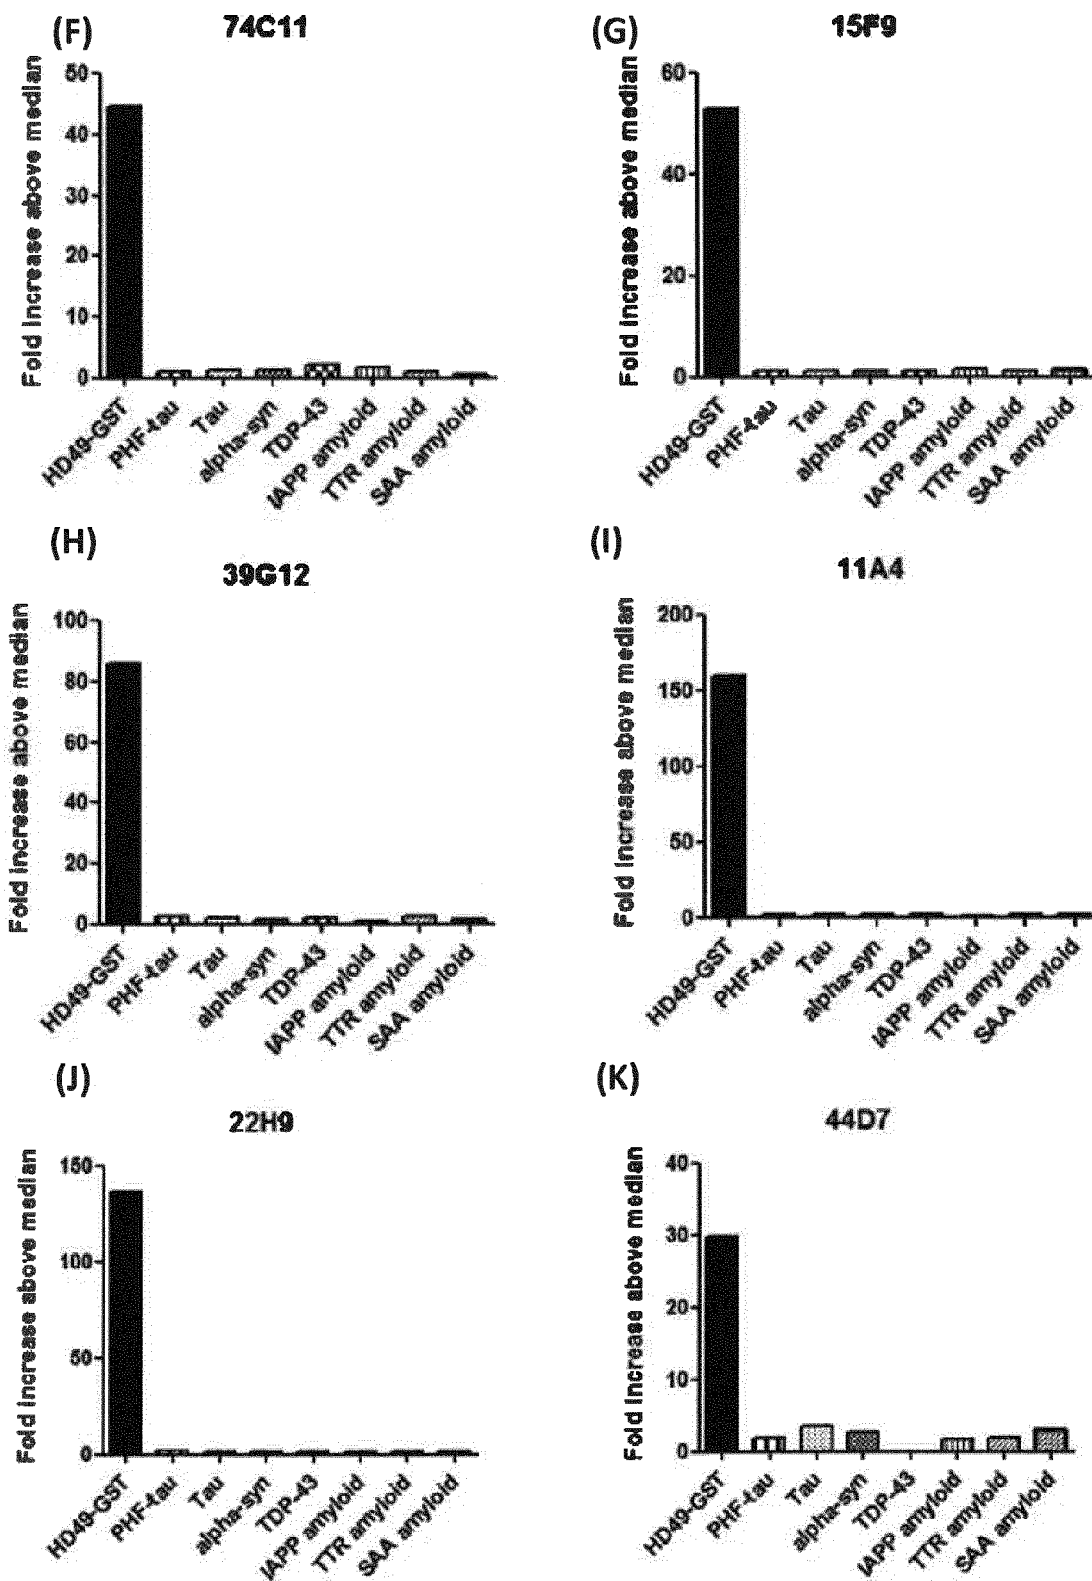 (F)
74C11
Fold increase above median
50
40
30
20
10
0
HD49-GST
PHF-tau
Tau
alpha-syn
TDP-43
IAPP amyloid
TTR amyloid
SAA amyloid
(G)
15F9
Fold increase above median
60
40
20
0
HD49-GST
PHF-tau
Tau
alpha-syn
TDP-43
IAPP amyloid
TTR amyloid
SAA amyloid
(H)
39G12
Fold increase above median
100
80
60
40
20
0
HD49-GST
PHF-tau
Tau
alpha-syn
TDP-43
IAPP amyloid
TTR amyloid
SAA amyloid
(I)
11A4
Fold increase above median
200
150
100
50
0
HD49-GST
PHF-tau
Tau
alpha-syn
TDP-43
IAPP amyloid
TTR amyloid
SAA amyloid
(J)
22H9
Fold increase above median
150
100
50
0
HD49-GST
PHF-tau
Tau
alpha-syn
TDP-43
IAPP amyloid
TTR amyloid
SAA amyloid
(K)
44D7
Fold increase above median
40
30
20
10
0
HD49-GST
PHF-tau
Tau
alpha-syn
TDP-43
IAPP amyloid
TTR amyloid
SAA amyloid